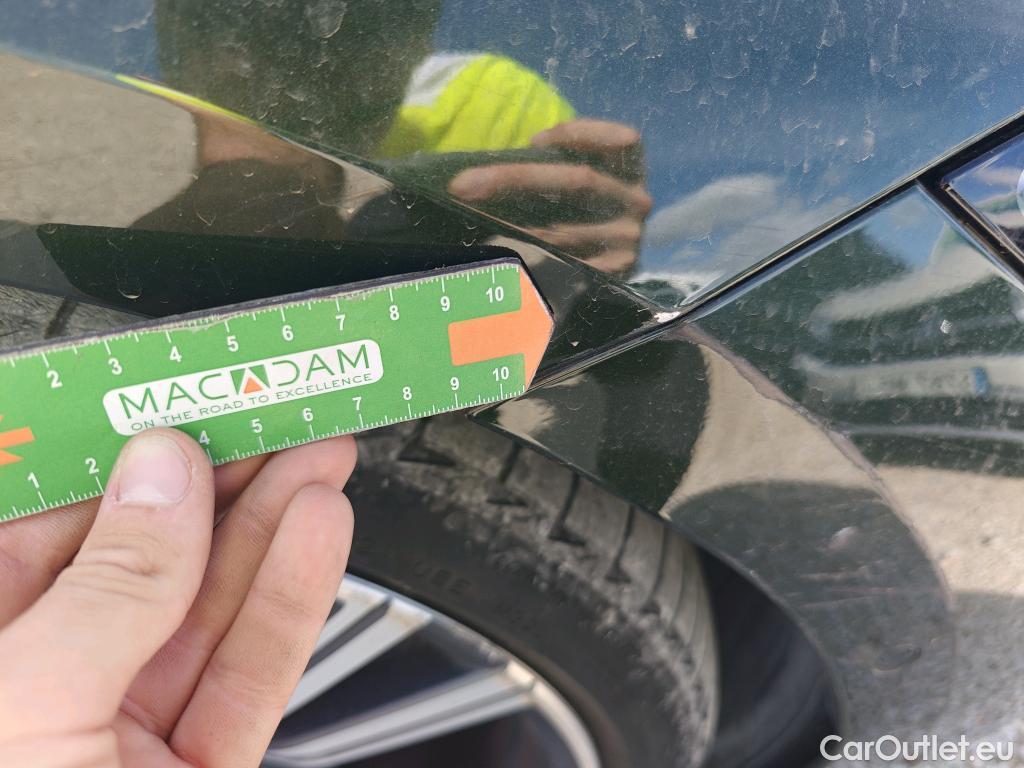 2 3 4 5 6 7 8 9 10
MACADAM
ON THE ROAD TO EXCELLENCE
1 2 4 5 6 7 8 9 10
CarOutlet.eu